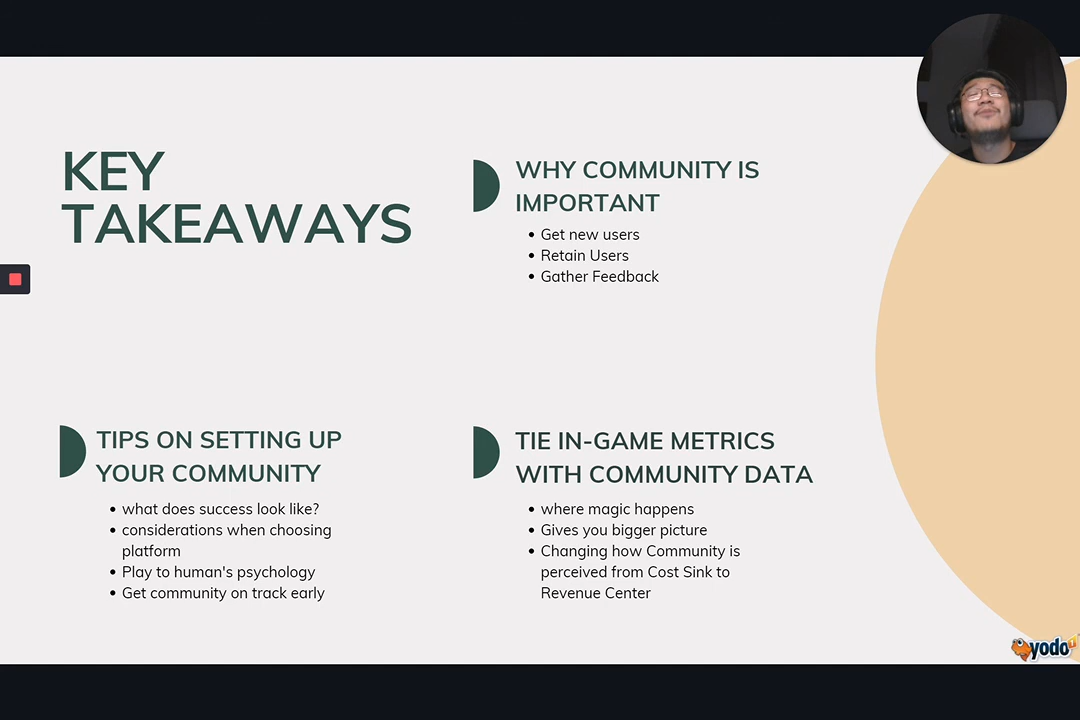 KEY
TAKEAWAYS
WHY COMMUNITY IS
IMPORTANT
Get new users
Retain Users
Gather Feedback
TIPS ON SETTING UP
YOUR COMMUNITY
what does success look like?
considerations when choosing
platform
Play to human's psychology
Get community on track early
TIE IN-GAME METRICS
WITH COMMUNITY DATA
where magic happens
Gives you bigger picture
Changing how Community is
perceived from Cost Sink to
Revenue Center
yodo1